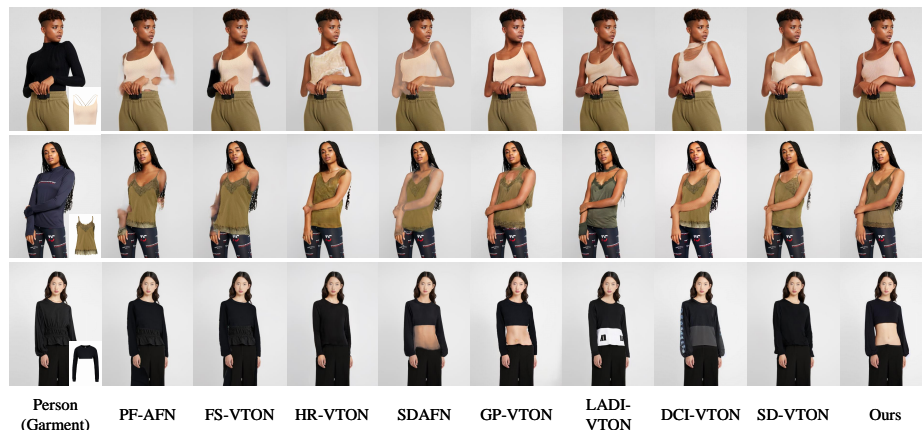 Person
(Garment)
PF-AFN
FS-VTON
HR-VTON
SDAFN
GP-VTON
LADI-
VTON
DCI-VTON
SD-VTON
Ours